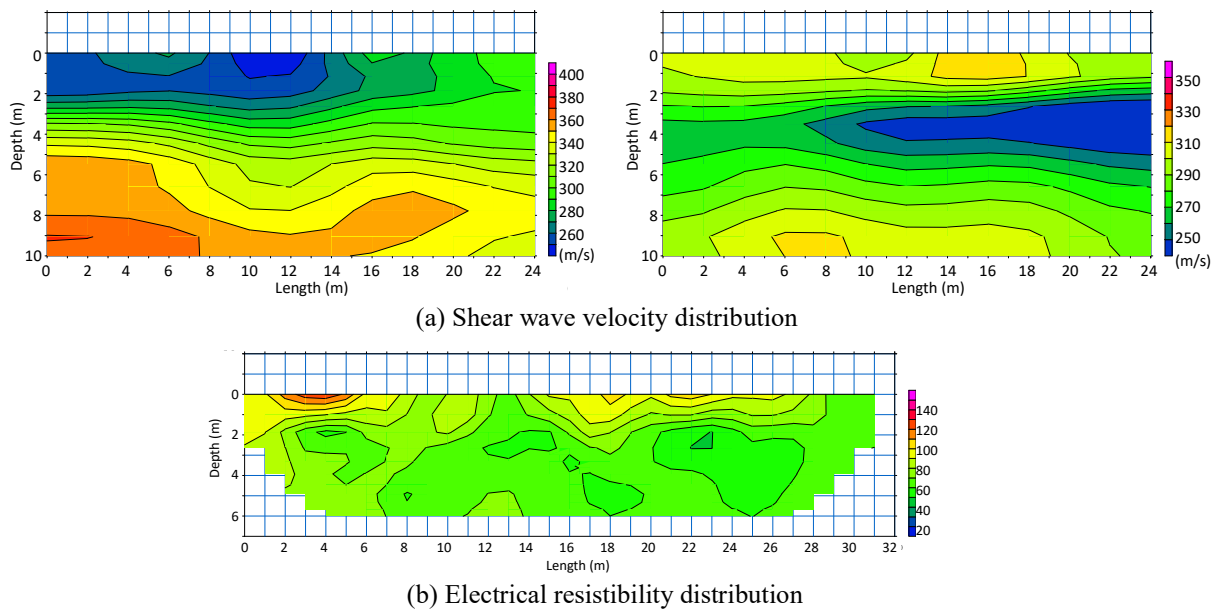 0
2
4
6
8
10
Depth (m)
0 2 4 6 8 10 12 14 16 18 20 22 24
Length (m)
400
380
360
340
320
300
280
260
(m/s)
0
2
4
6
8
10
Depth (m)
0 2 4 6 8 10 12 14 16 18 20 22 24
Length (m)
350
330
310
290
270
250
(m/s)
(a) Shear wave velocity distribution
0
2
4
6
Depth (m)
0 2 4 6 8 10 12 14 16 18 20 22 24 26 28 30 32
Length (m)
140
120
100
80
60
40
20
(b) Electrical resistibility distribution